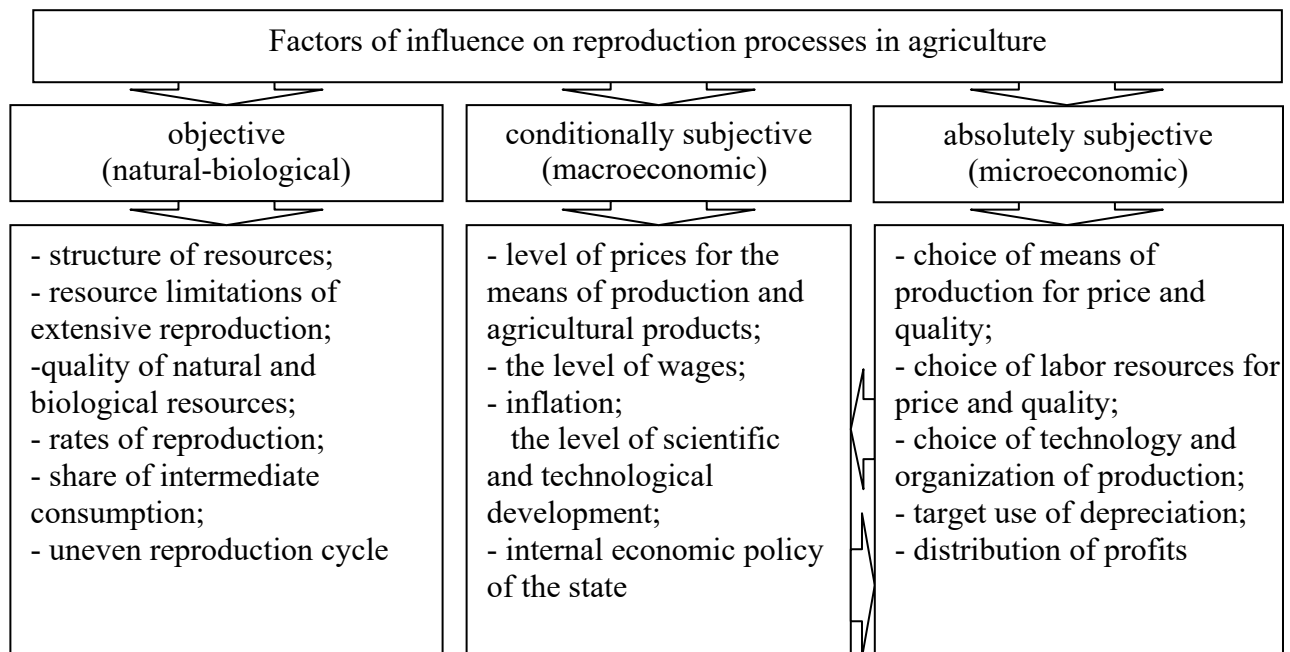 Factors of influence on reproduction processes in agriculture
objective
(natural-biological)
conditionally subjective
(macroeconomic)
absolutely subjective
(microeconomic)
- structure of resources;
- resource limitations of
extensive reproduction;
-quality of natural and
biological resources;
- rates of reproduction;
- share of intermediate
consumption;
- uneven reproduction cycle
- level of prices for the
means of production and
agricultural products;
- the level of wages;
- inflation;
the level of scientific
and technological
development;
- internal economic policy
of the state
- choice of means of
production for price and
quality;
- choice of labor resources for
price and quality;
- choice of technology and
organization of production;
- target use of depreciation;
- distribution of profits